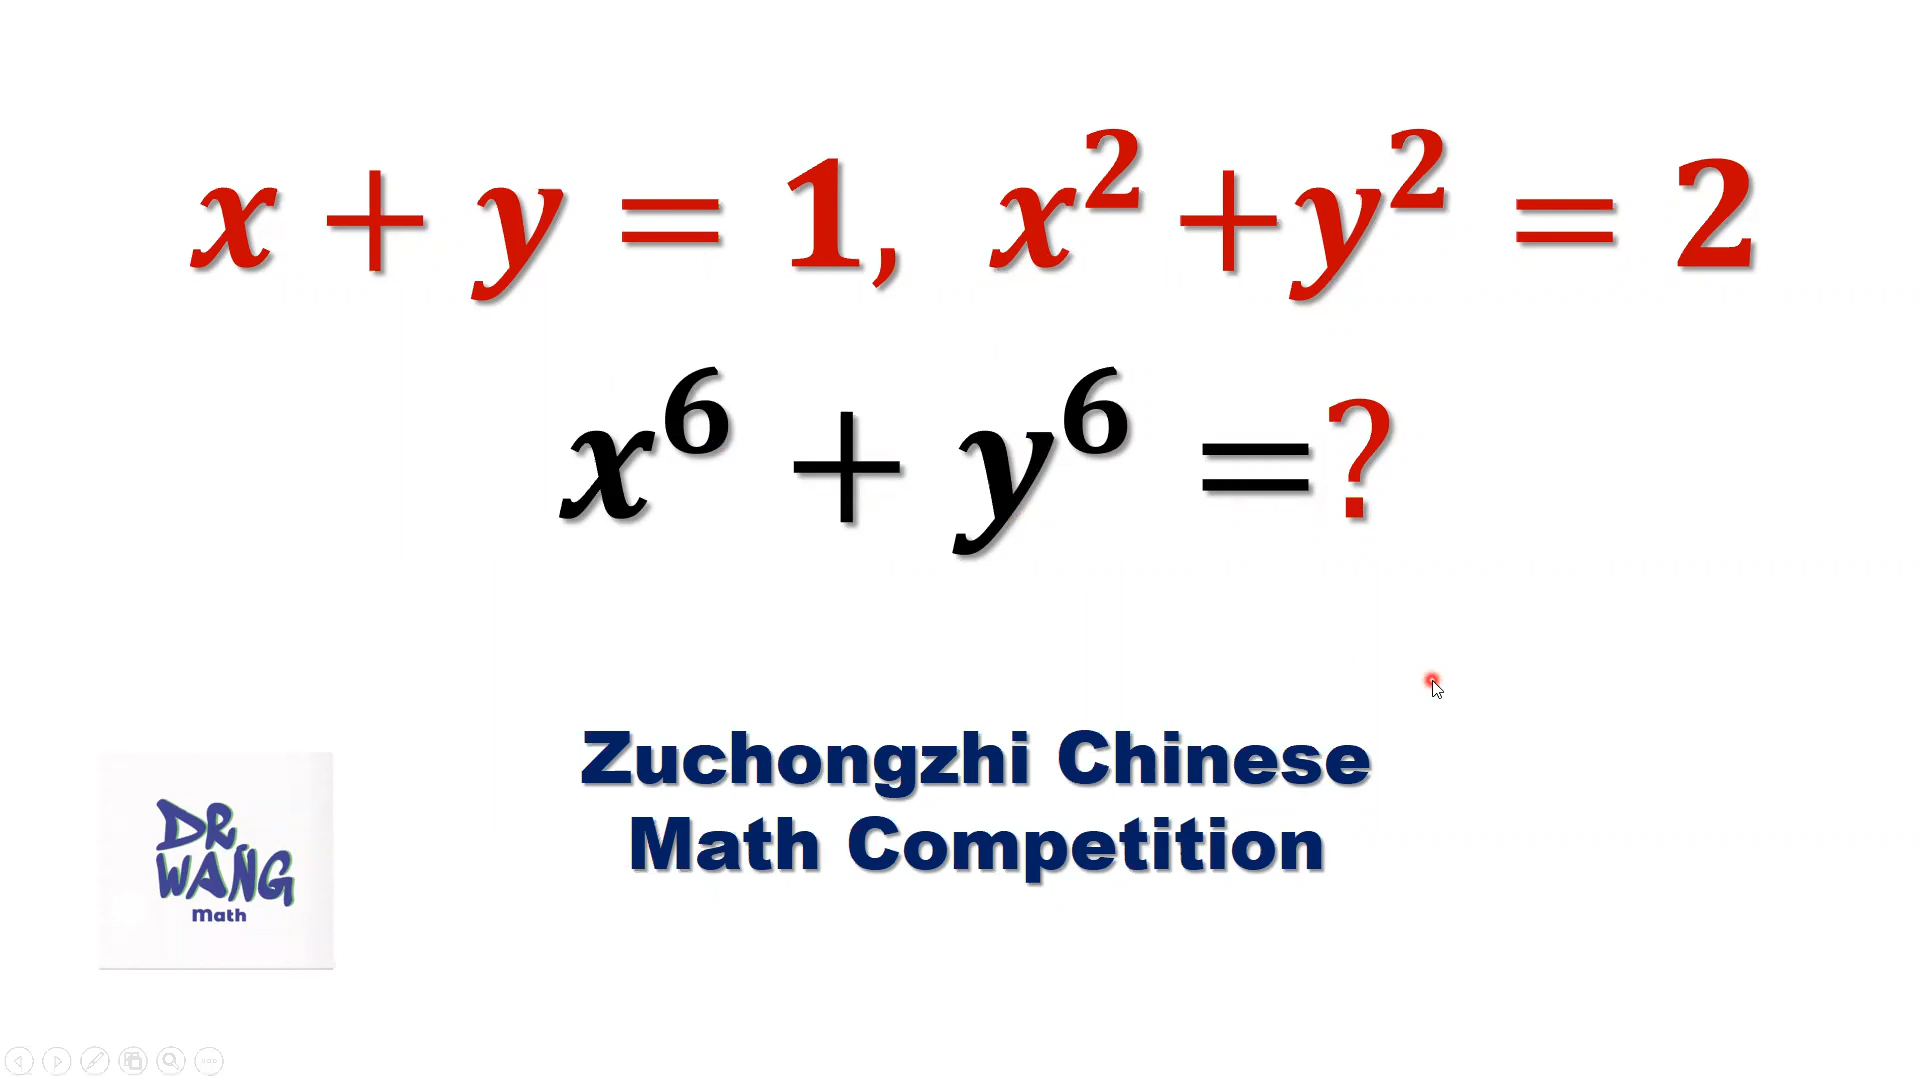 x + y = 1, x² + y² = 2
x⁶ + y⁶ =?
Zuchongzhi Chinese
Math Competition
DR
WANG
Math